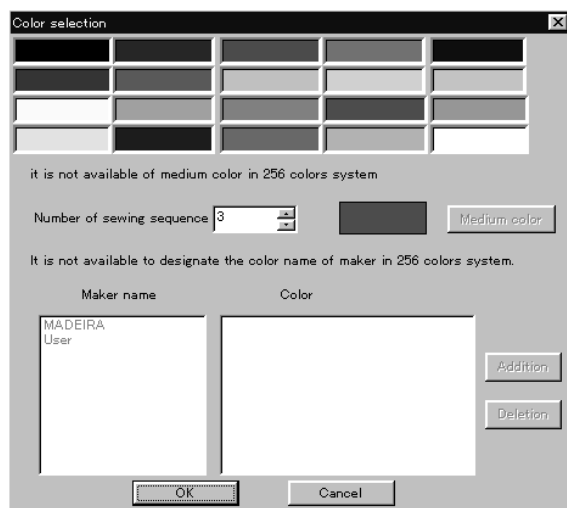 Color selection
it is not available of medium color in 256 colors system
Number of sewing sequence 3 Medium color
It is not available to designate the color name of maker in 256 colors system.
Maker name Color
MADEIRA
User
Addition
Deletion
OK Cancel